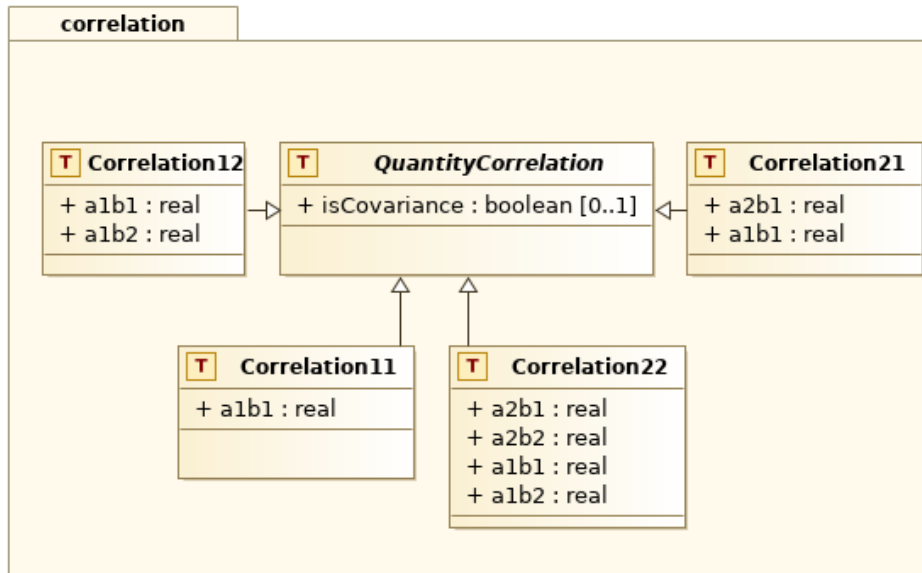 correlation
T Correlation12
+ a1b1 : real
+ a1b2 : real
T QuantityCorrelation
+ isCovariance : boolean [0..1]
T Correlation21
+ a2b1 : real
+ a1b1 : real
T Correlation11
+ a1b1 : real
T Correlation22
+ a2b1 : real
+ a2b2 : real
+ a1b1 : real
+ a1b2 : real